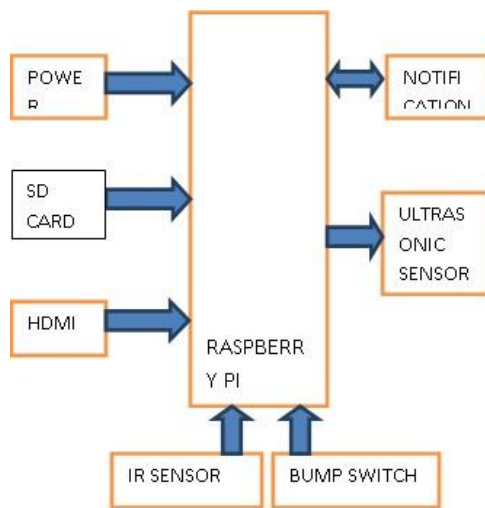 POWE
R
NOTIFI
CATION
SD
CARD
ULTRAS
ONIC
SENSOR
HDMI
RASPBERR
Y PI
IR SENSOR
BUMP SWITCH